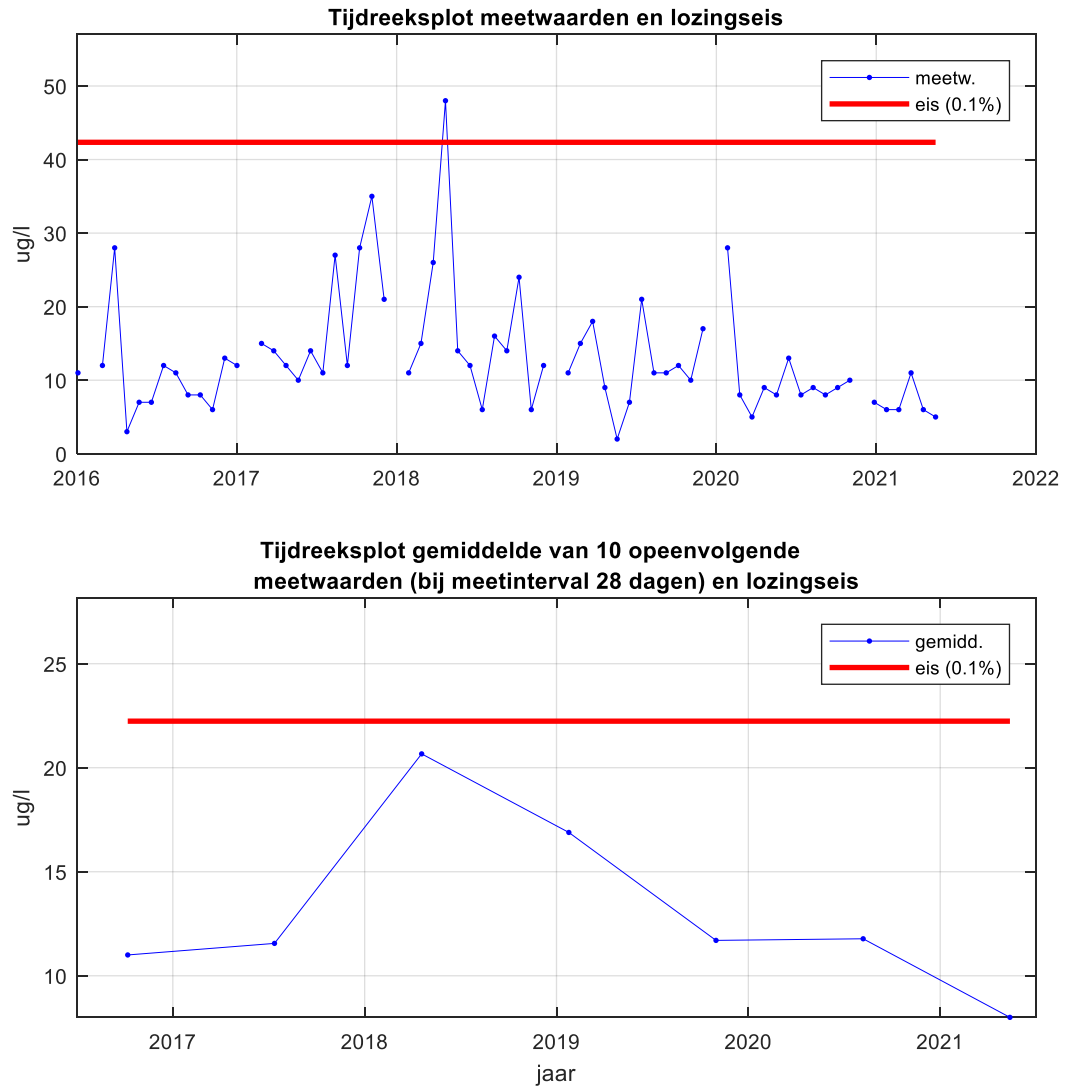 Tijdreeksplot meetwaarden en lozingseis
meetw.
eis (0.1%)
ug/l
50
40
30
20
10
0
2016 2017 2018 2019 2020 2021 2022
Tijdreeksplot gemiddelde van 10 opeenvolgende
meetwaarden (bij meetinterval 28 dagen) en lozingseis
gemidd.
eis (0.1%)
ug/l
25
20
15
10
2017 2018 2019 2020 2021
jaar